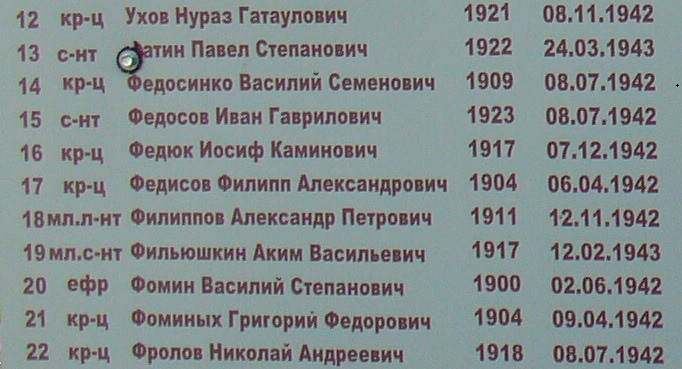 12 кр-ц Ухов Нураз Гатаулович 1921 08.11.1942
13 с-нт Павел Степанович 1922 24.03.1943
14 кр-ц Федосинко Василий Семенович 1909 08.07.1942
15 с-нт Федосов Иван Гаврилович 1923 08.07.1942
16 кр-ц Федюк Иосиф Каминович 1917 07.12.1942
17 кр-ц Федисов Филипп Александрович 1904 06.04.1942
18 мл.л-нт Филиппов Александр Петрович 1911 12.11.1942
19 мл.с-нт Фильюшкин Аким Васильевич 1917 12.02.1943
20 ефр Фомин Василий Степанович 1900 02.06.1942
21 кр-ц Фоминых Григорий Федорович 1904 09.04.1942
22 кр-ц Фролов Николай Андреевич 1918 08.07.1942